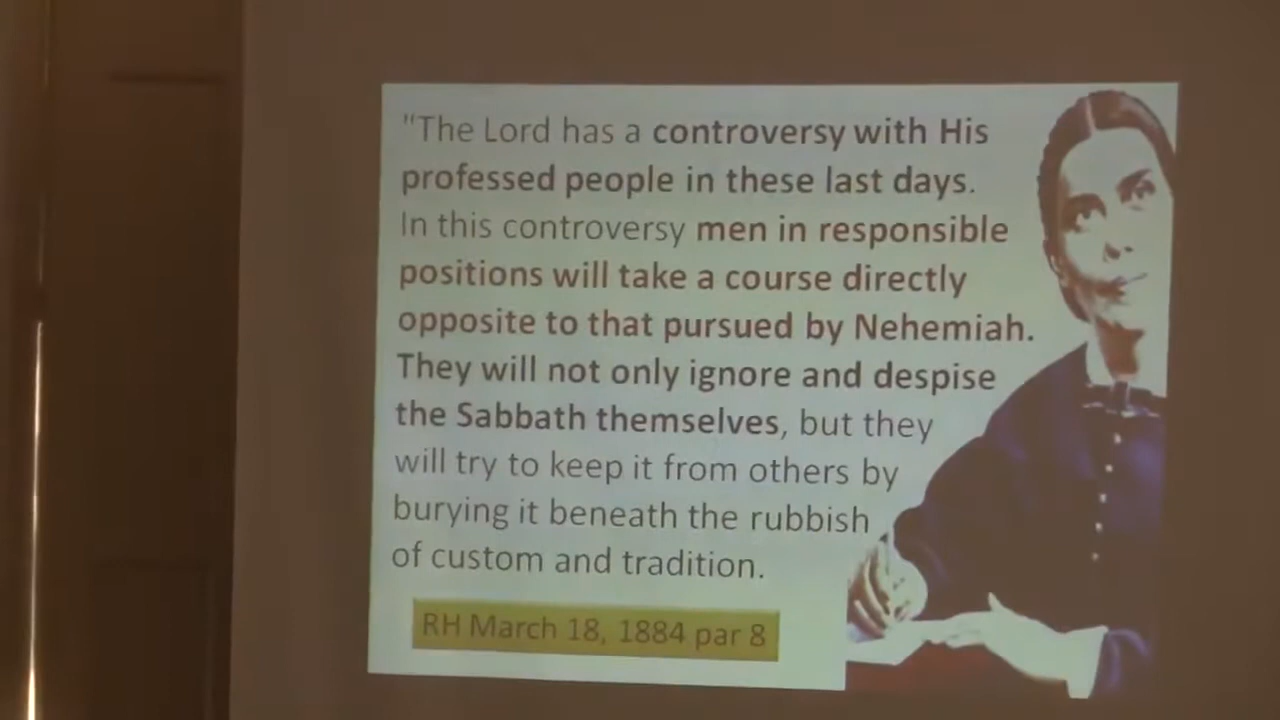 "The Lord has a controversy with His
professed people in these last days.
In this controversy men in responsible
positions will take a course directly
opposite to that pursued by Nehemiah.
They will not only ignore and despise
the Sabbath themselves, but they
will try to keep it from others by
burying it beneath the rubbish
of custom and tradition.
RH March 18, 1884 par 8